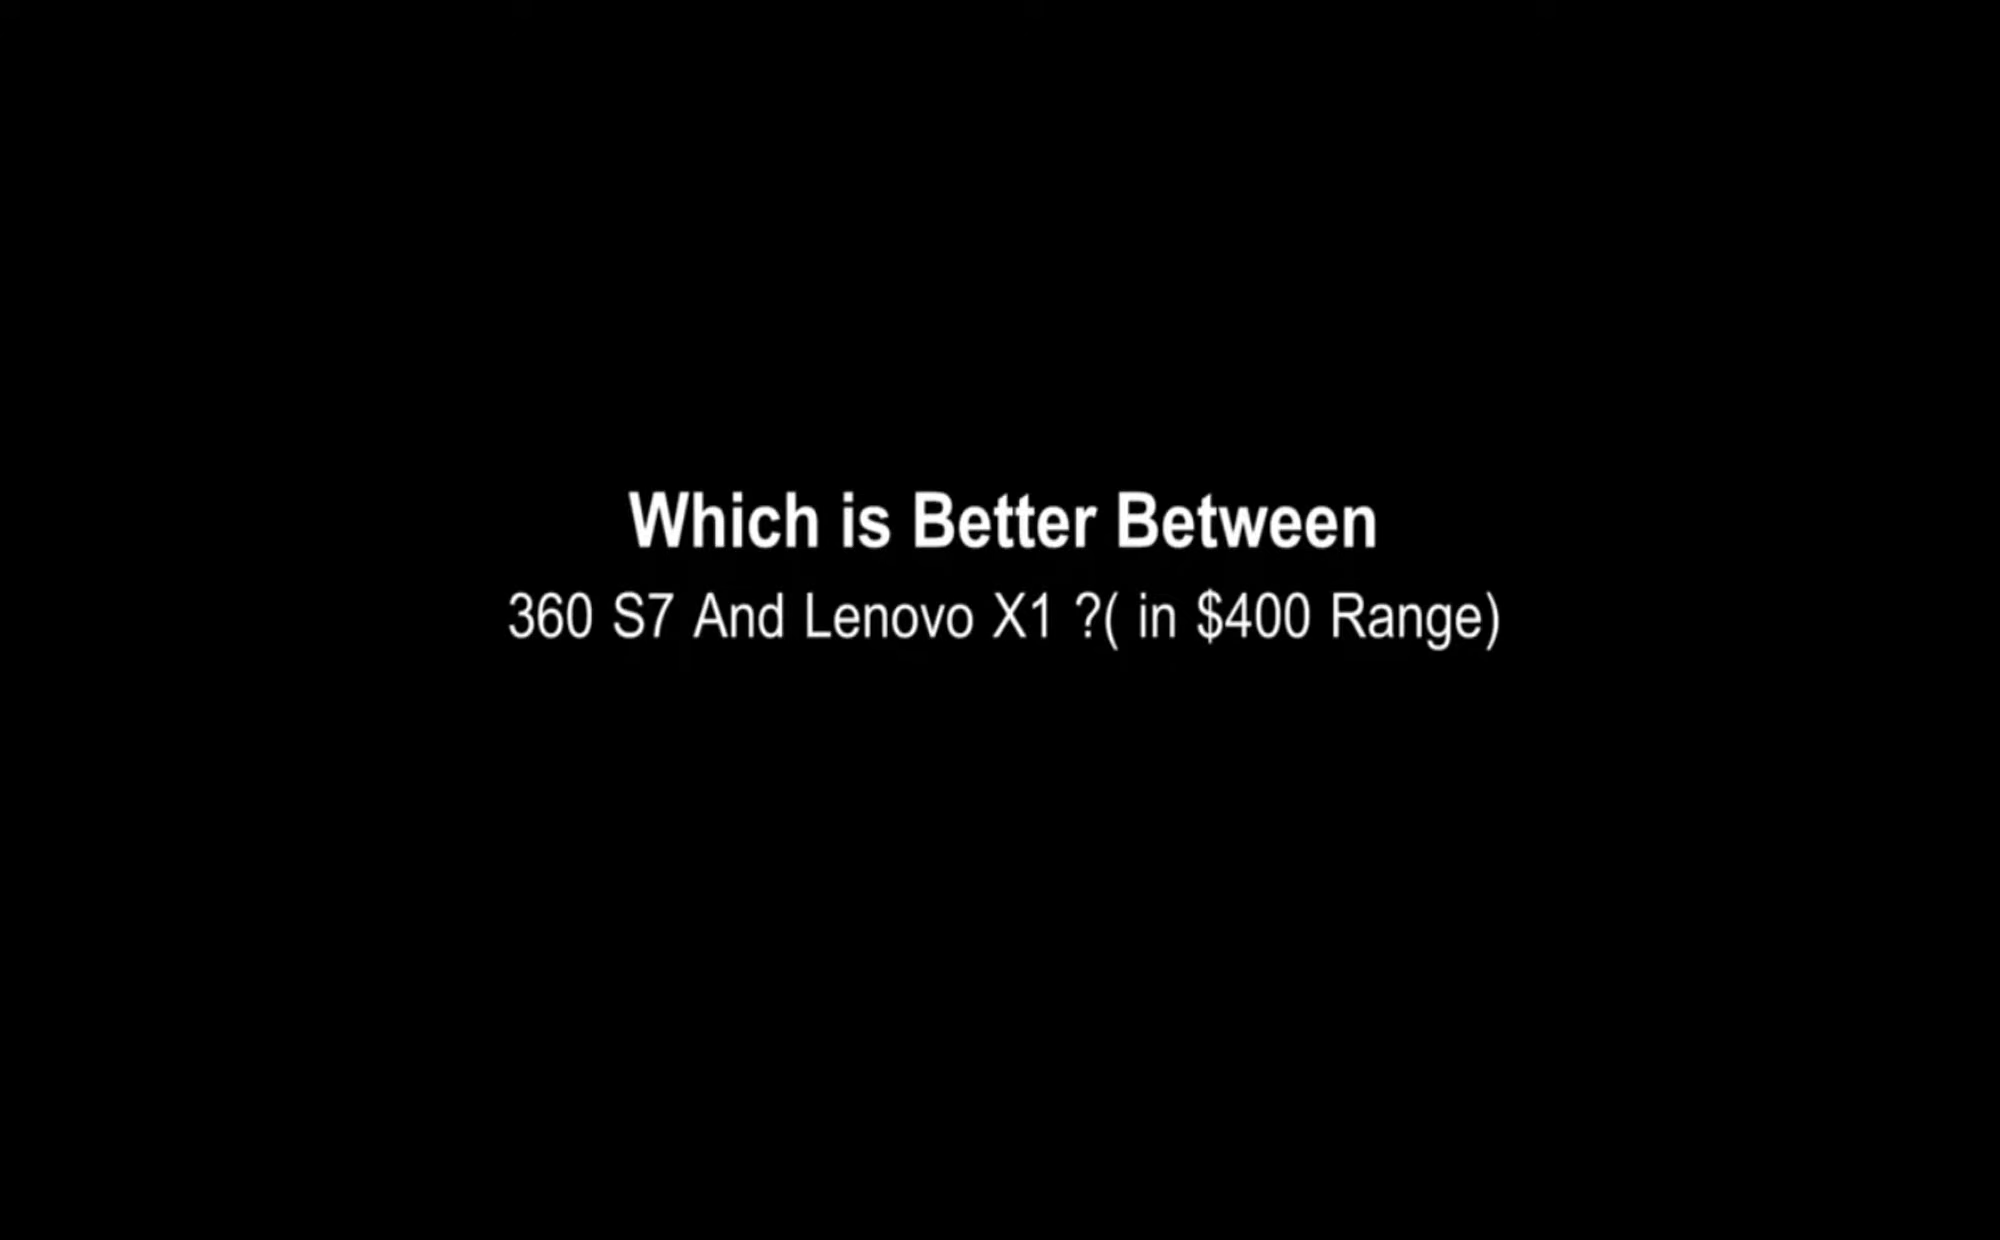 Which is Better Between
360 S7 And Lenovo X1 ?( in $400 Range)